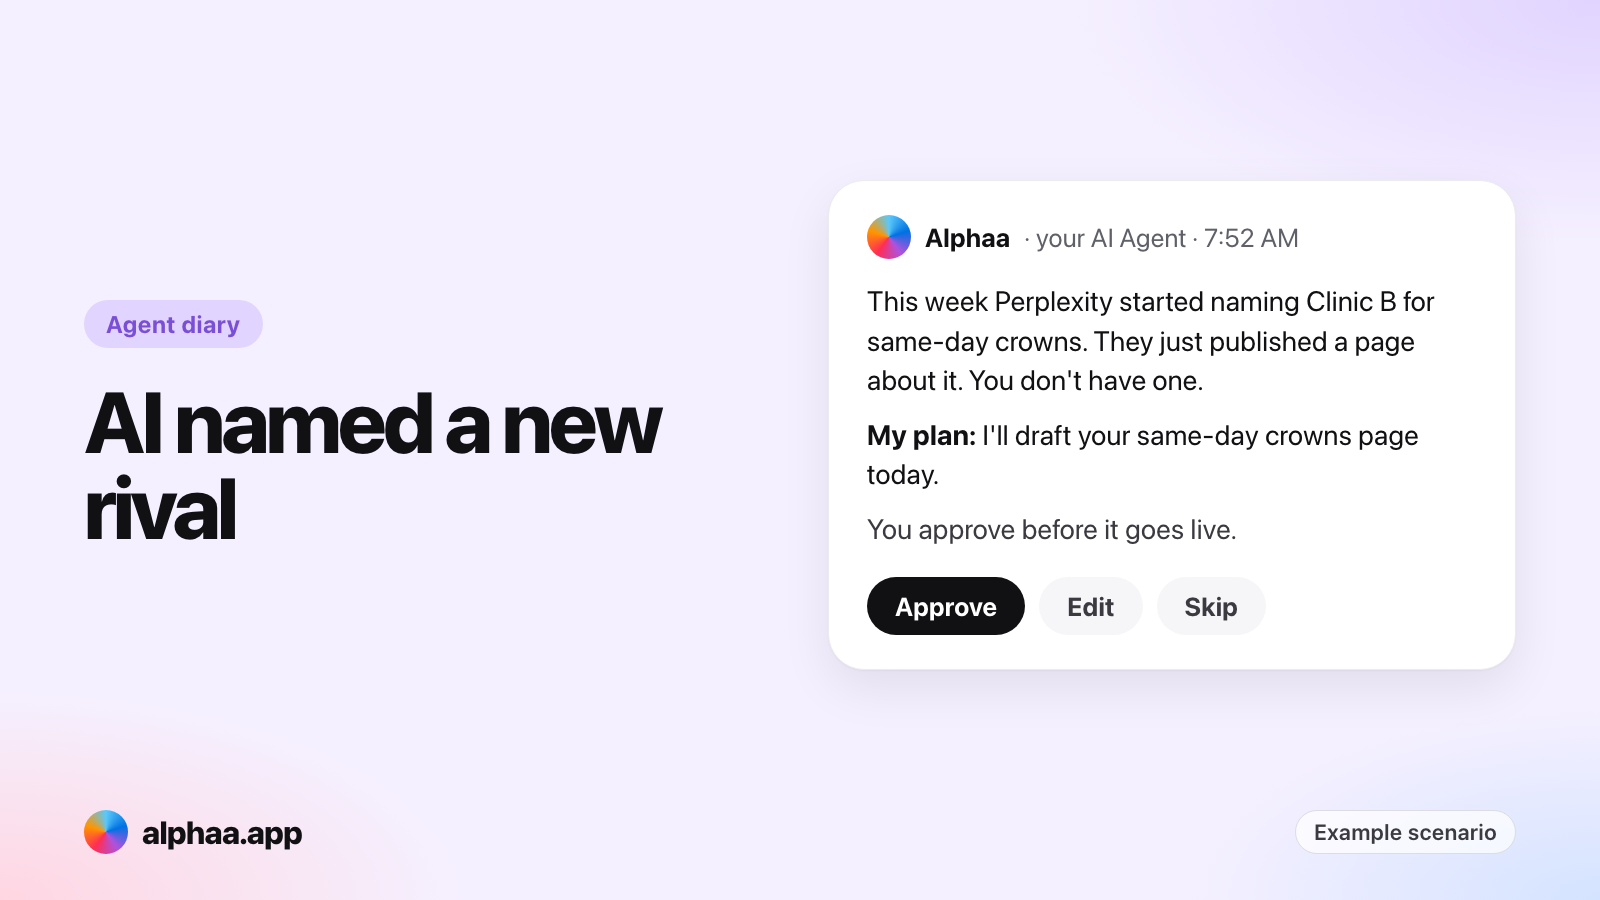 Agent diary
AI named a new
rival
Alphaa · your AI Agent · 7:52 AM
This week Perplexity started naming Clinic B for
same-day crowns. They just published a page
about it. You don't have one.
My plan: I'll draft your same-day crowns page
today.
You approve before it goes live.
Approve Edit Skip
alphaa.app
Example scenario